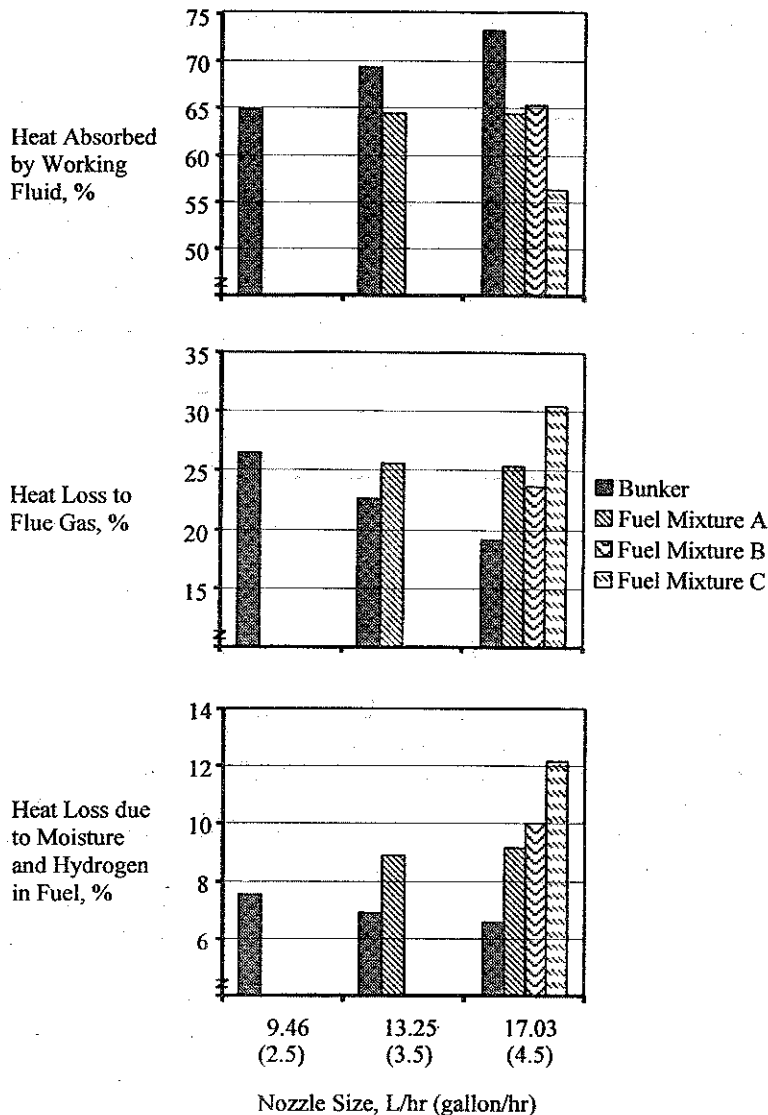 75
70
65
60
55
50
Heat Absorbed
by Working
Fluid, %
35
30
25
20
15
Heat Loss to
Flue Gas, %
Bunker
Fuel Mixture A
Fuel Mixture B
Fuel Mixture C
14
12
10
8
6
Heat Loss due
to Moisture
and Hydrogen
in Fuel, %
9.46 13.25 17.03
(2.5) (3.5) (4.5)
Nozzle Size, L/hr (gallon/hr)